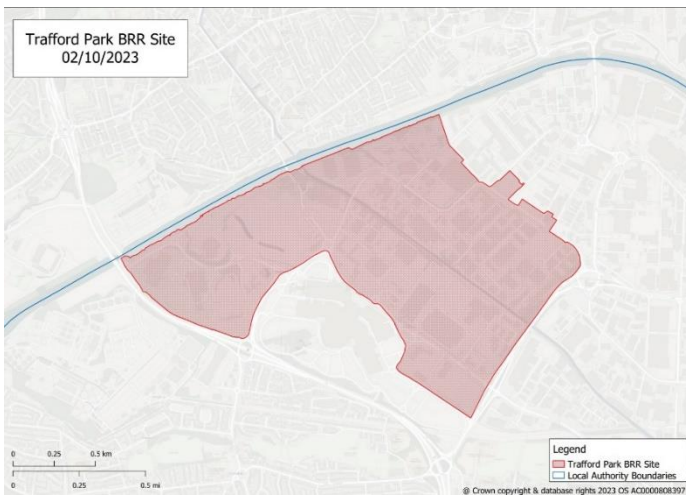 Trafford Park BRR Site
02/10/2023
0 0.25 0.5 km
0 0.25 0.5 mi
Legend
Trafford Park BRR Site
Local Authority Boundaries
@ Crown copyright & database rights 2023 OS AC0000808397